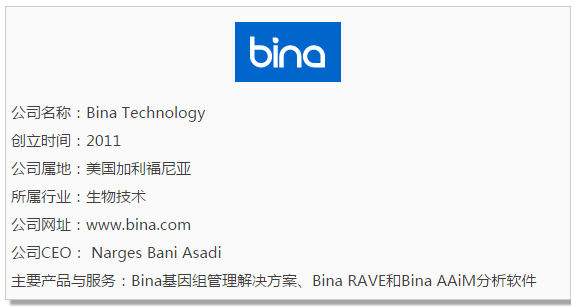 bina
公司名称：Bina Technology
创立时间：2011
公司属地：美国加利福尼亚
所属行业：生物技术
公司网址：www.bina.com
公司CEO： Narges Bani Asadi
主要产品与服务：Bina基因组管理解决方案、Bina RAVE和Bina AAiM分析软件